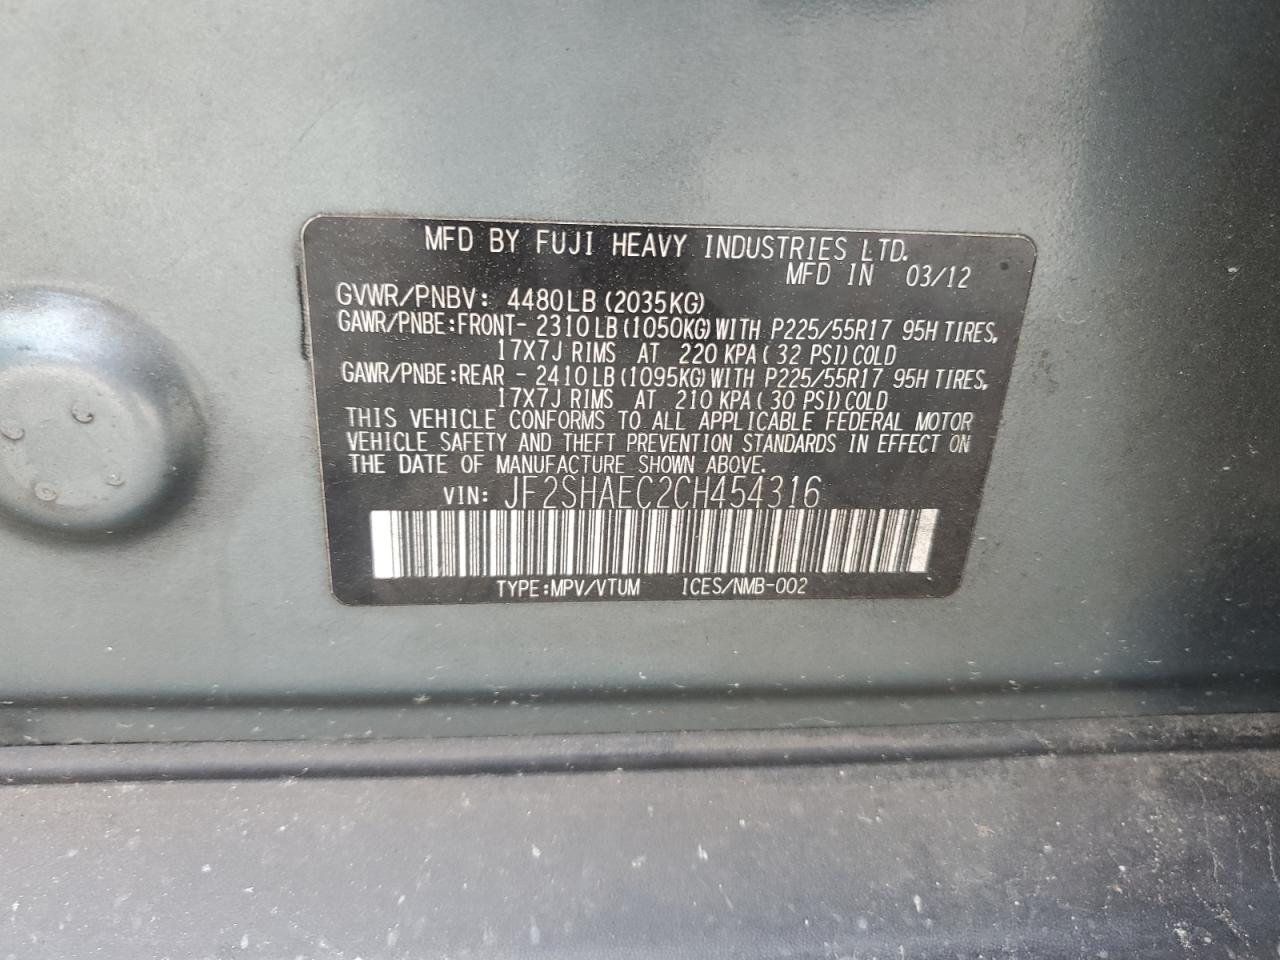 MFD BY FUJI HEAVY INDUSTRIES LTD.
MFD IN 03/12
GVWR/PNBV: 4480LB (2035KG)
GAWR/PNBE:FRONT- 2310LB (1050KG) WITH P225/55R17 95H TIRES,
17X7J RIMS AT 220 KPA ( 32 PSI) COLD
GAWR/PNBE:REAR - 2410LB (1095KG) WITH P225/55R17 95H TIRES,
17X7J RIMS AT 210 KPA ( 30 PSI) COLD
THIS VEHICLE CONFORMS TO ALL APPLICABLE FEDERAL MOTOR
VEHICLE SAFETY AND THEFT PREVENTION STANDARDS IN EFFECT ON
THE DATE OF MANUFACTURE SHOWN ABOVE.
VIN: JF2SHAEC2CH454316
TYPE:MPV/VTUM ICES/NMB-002